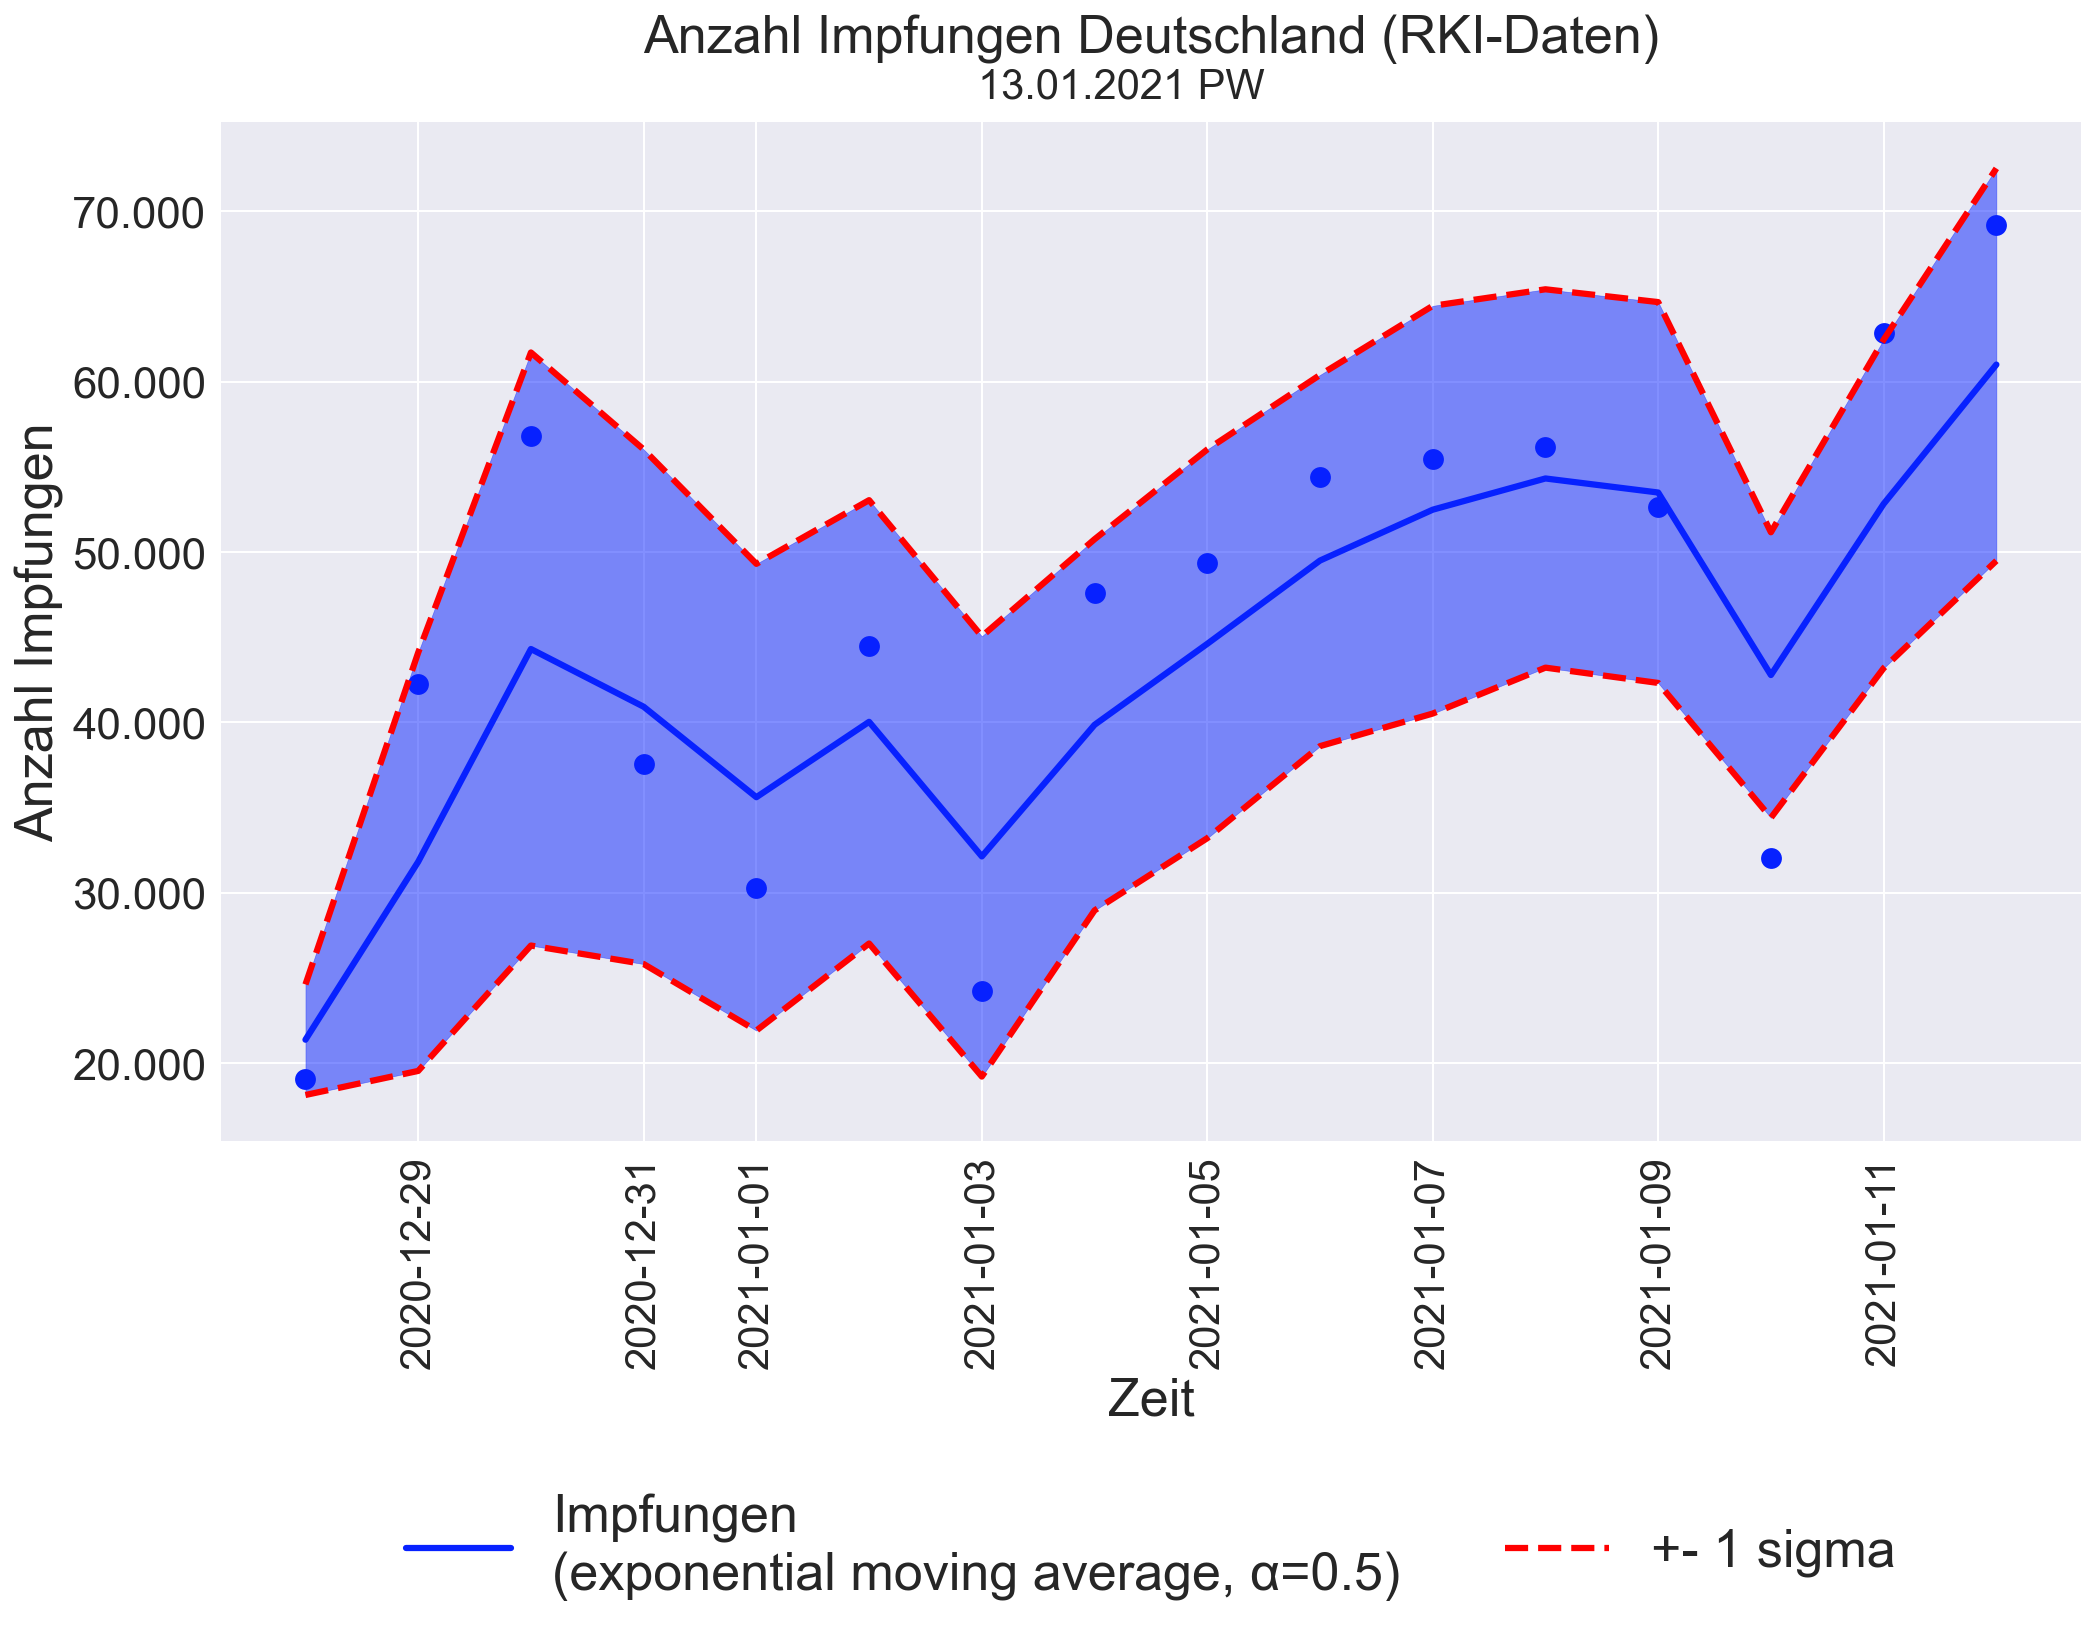 Anzahl Impfungen Deutschland (RKI-Daten)
13.01.2021 PW
Anzahl Impfungen
70.000
60.000
50.000
40.000
30.000
20.000
2020-12-29
2020-12-31
2021-01-01
2021-01-03
2021-01-05
2021-01-07
2021-01-09
2021-01-11
Zeit
Impfungen
(exponential moving average, α=0.5)
+- 1 sigma